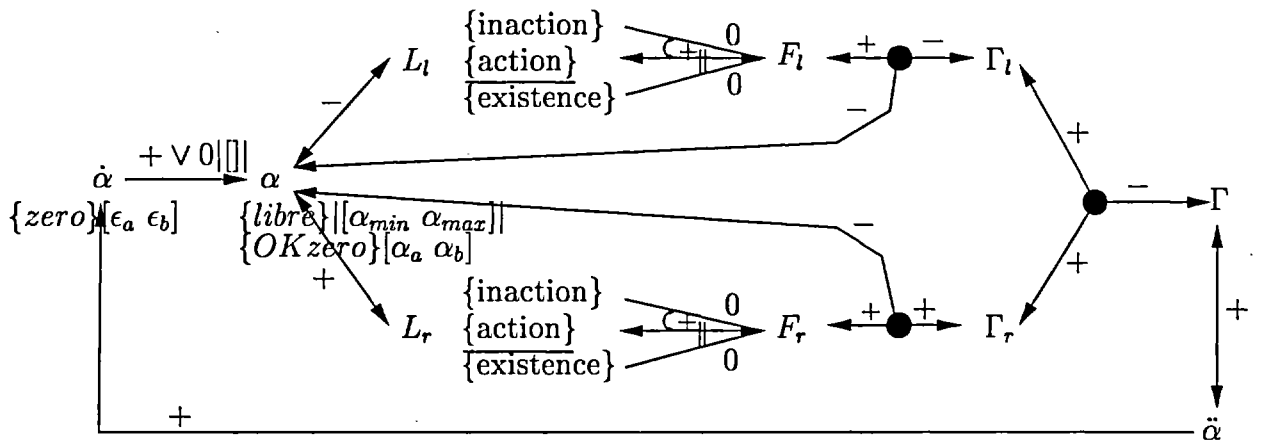 {inaction}
0
L_l {action} + F_l + − Γ_l
{existence} 0
−
−
+
+ ∨ 0|[]|
α̇ α
−
{zero}[ε_a ε_b] {libre}|[α_min α_max]| Γ
{OKzero}[α_a α_b]
−
+
+
{inaction} 0
L_r {action} + F_r + + Γ_r
+
{existence} 0
+
α̈